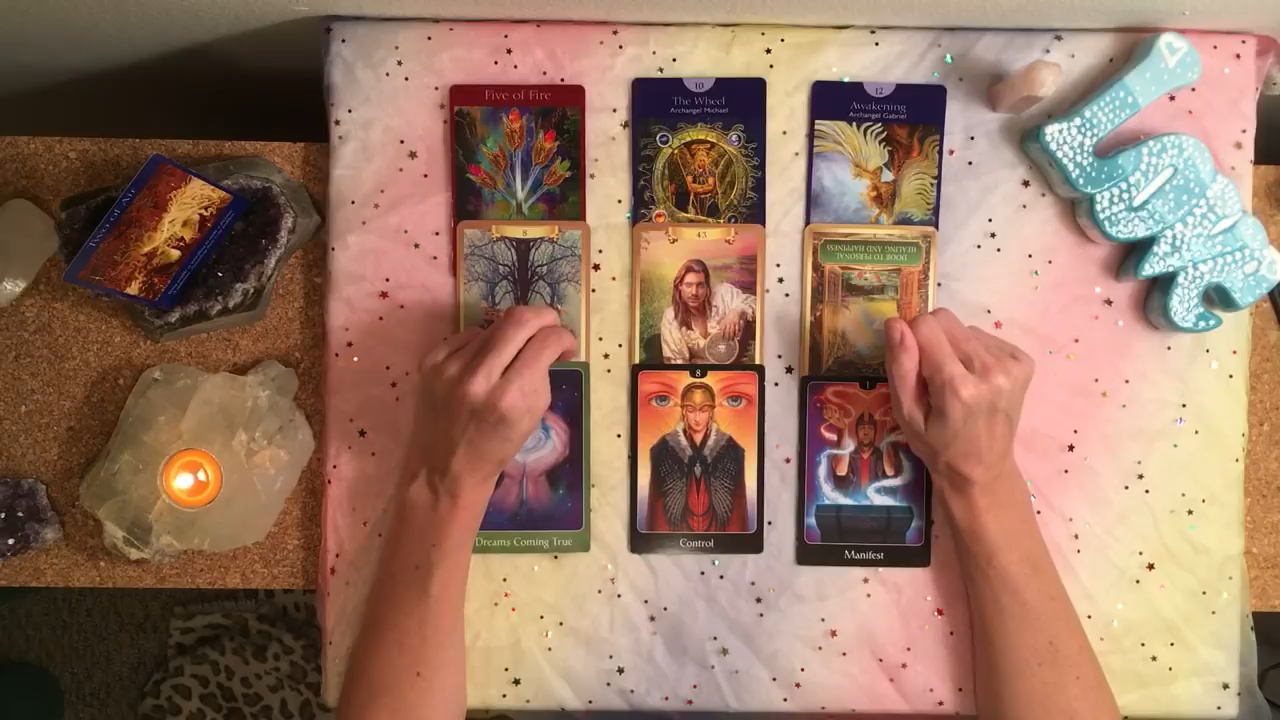 Five of Fire
10
The Wheel
Archangel Michael
12
Awakening
Archangel Gabriel
Two of Air
8
43
DOOR TO PERSONAL
HEALING AND HAPPINESS
8
1
Dreams Coming True
Control
Manifest